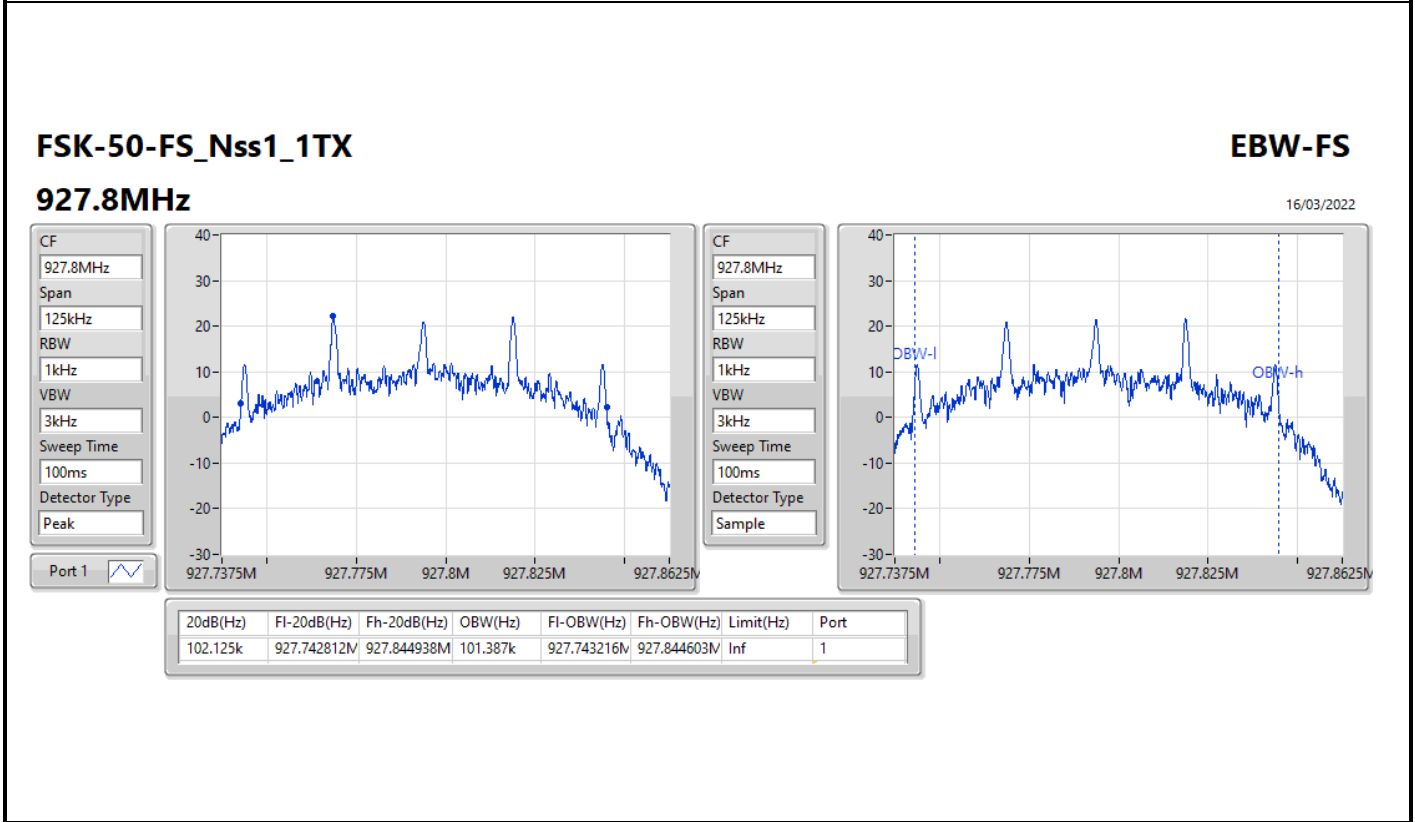 FSK-50-FS_Nss1_1TX
EBW-FS
927.8MHz
16/03/2022
CF
927.8MHz
Span
125kHz
RBW
1kHz
VBW
3kHz
Sweep Time
100ms
Detector Type
Peak
Port 1
40
30
20
10
0
-10
-20
-30
927.7375M 927.775M 927.8M 927.825M 927.8625M
CF
927.8MHz
Span
125kHz
RBW
1kHz
VBW
3kHz
Sweep Time
100ms
Detector Type
Sample
40
30
20
10
0
-10
-20
-30
OBW-l
OBW-h
927.7375M 927.775M 927.8M 927.825M 927.8625M
20dB(Hz) Fl-20dB(Hz) Fh-20dB(Hz) OBW(Hz) Fl-OBW(Hz) Fh-OBW(Hz) Limit(Hz) Port
102.125k 927.742812M 927.844938M 101.387k 927.743216M 927.844603M Inf 1